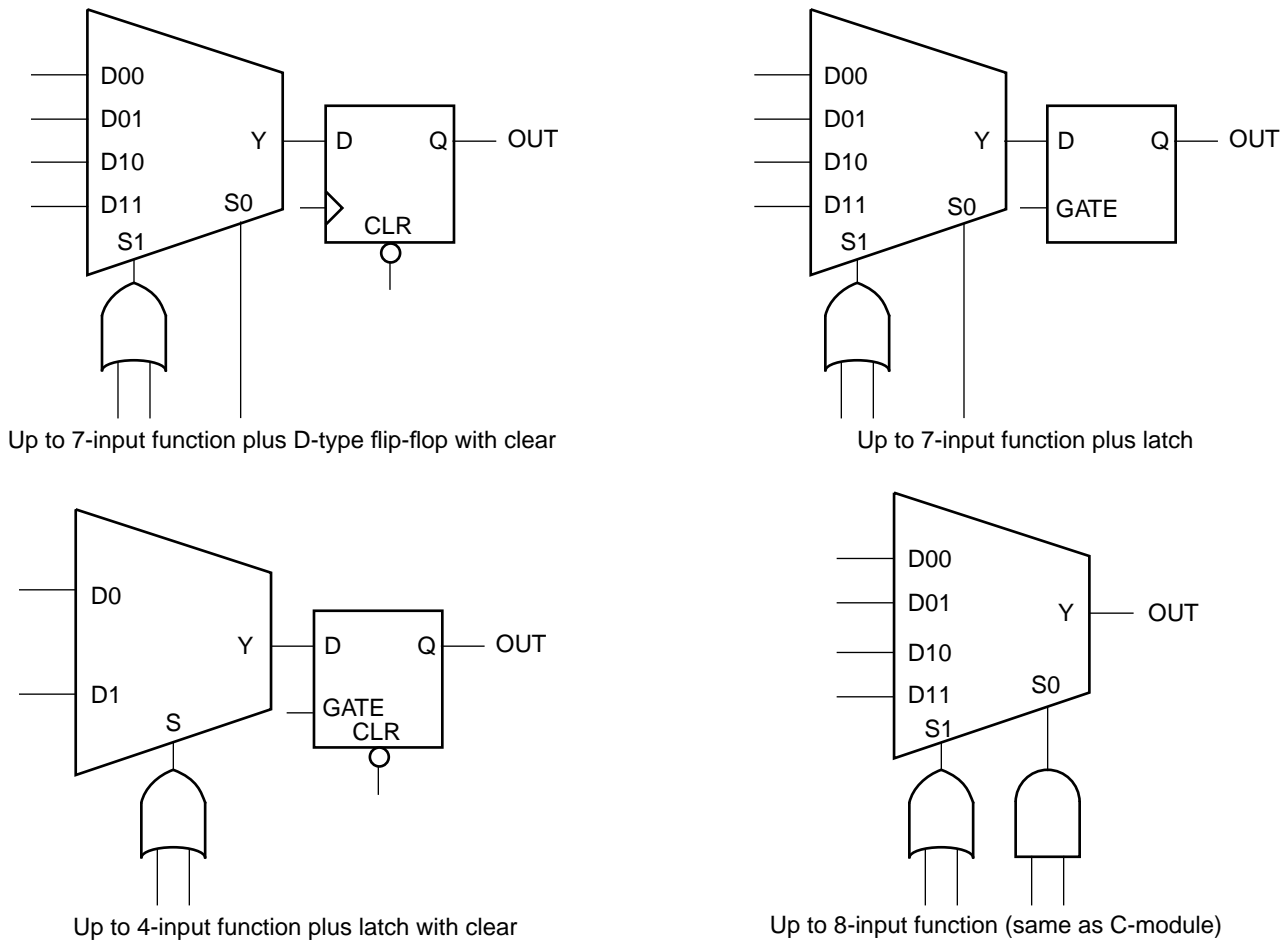 D00
D01
D10
D11
Y
S0
S1
D
Q
CLR
OUT
Up to 7-input function plus D-type flip-flop with clear
D00
D01
D10
D11
Y
S0
S1
D
Q
GATE
OUT
Up to 7-input function plus latch
D0
D1
Y
S
D
Q
GATE
CLR
OUT
Up to 4-input function plus latch with clear
D00
D01
D10
D11
Y
S0
S1
OUT
Up to 8-input function (same as C-module)